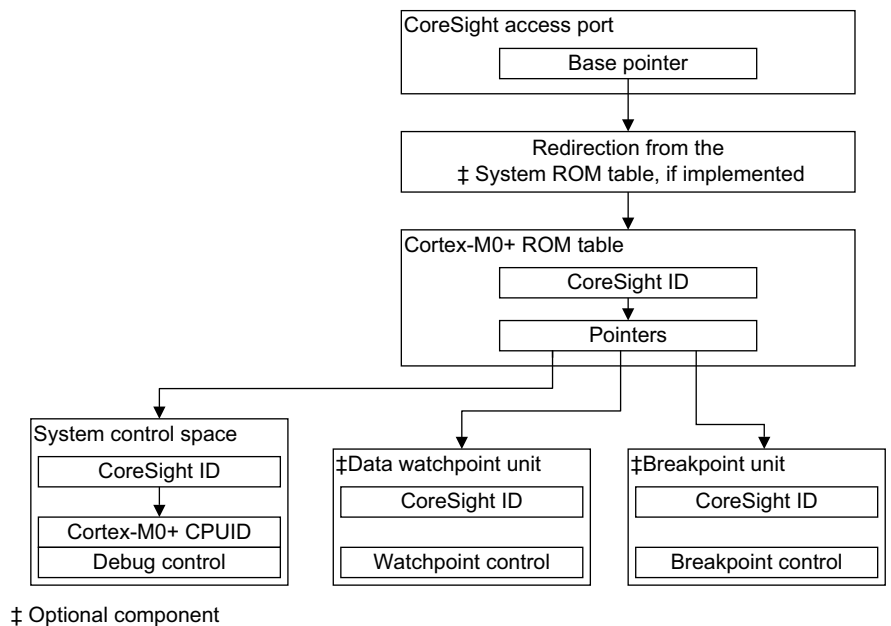 CoreSight access port
Base pointer
Redirection from the
‡ System ROM table, if implemented
Cortex-M0+ ROM table
CoreSight ID
Pointers
System control space
CoreSight ID
Cortex-M0+ CPUID
Debug control
‡Data watchpoint unit
CoreSight ID
Watchpoint control
‡Breakpoint unit
CoreSight ID
Breakpoint control
‡ Optional component